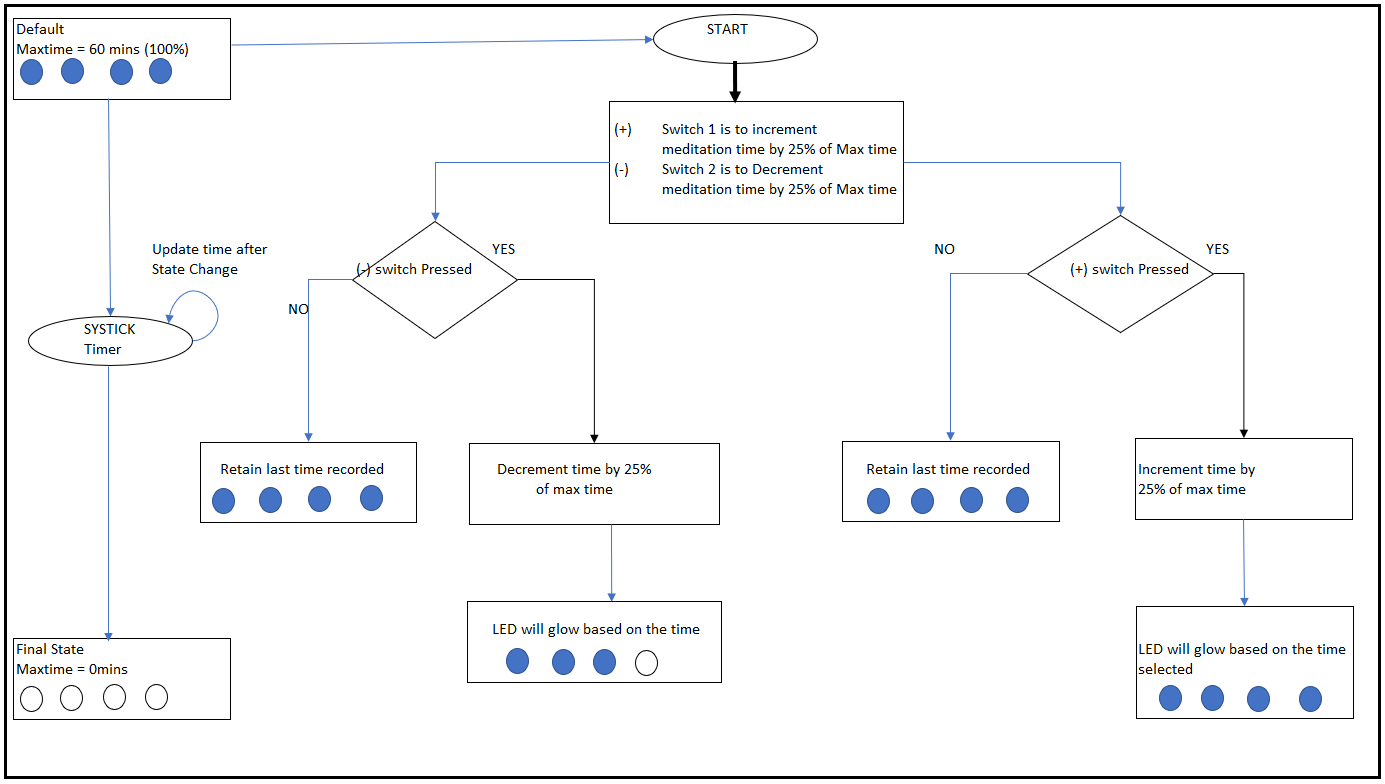 Default
Maxtime = 60 mins (100%)
START
(+) Switch 1 is to increment
meditation time by 25% of Max time
(-) Switch 2 is to Decrement
meditation time by 25% of Max time
Update time after
State Change
SYSTICK
Timer
NO
(-) switch Pressed
YES
NO
(+) switch Pressed
YES
Retain last time recorded
Decrement time by 25%
of max time
Retain last time recorded
Increment time by
25% of max time
LED will glow based on the time
LED will glow based on the time
selected
Final State
Maxtime = 0mins